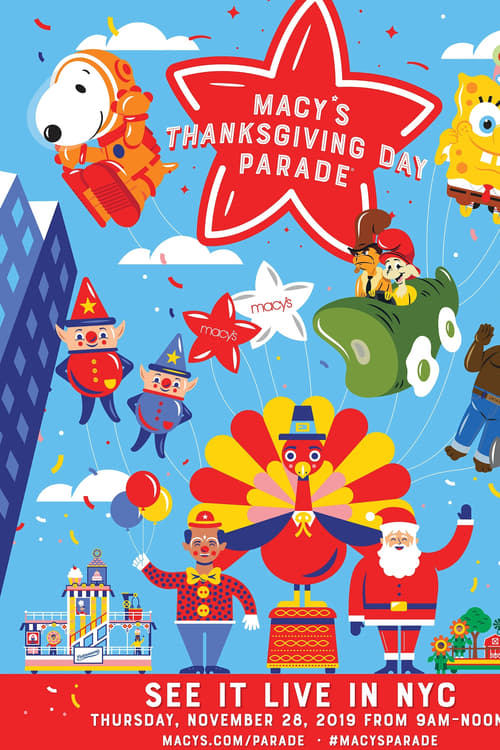 MACY'S
THANKSGIVING DAY
PARADE®
macy's
macy's
SEE IT LIVE IN NYC
THURSDAY, NOVEMBER 28, 2019 FROM 9AM-NOON
MACYS.COM/PARADE · #MACYSPARADE